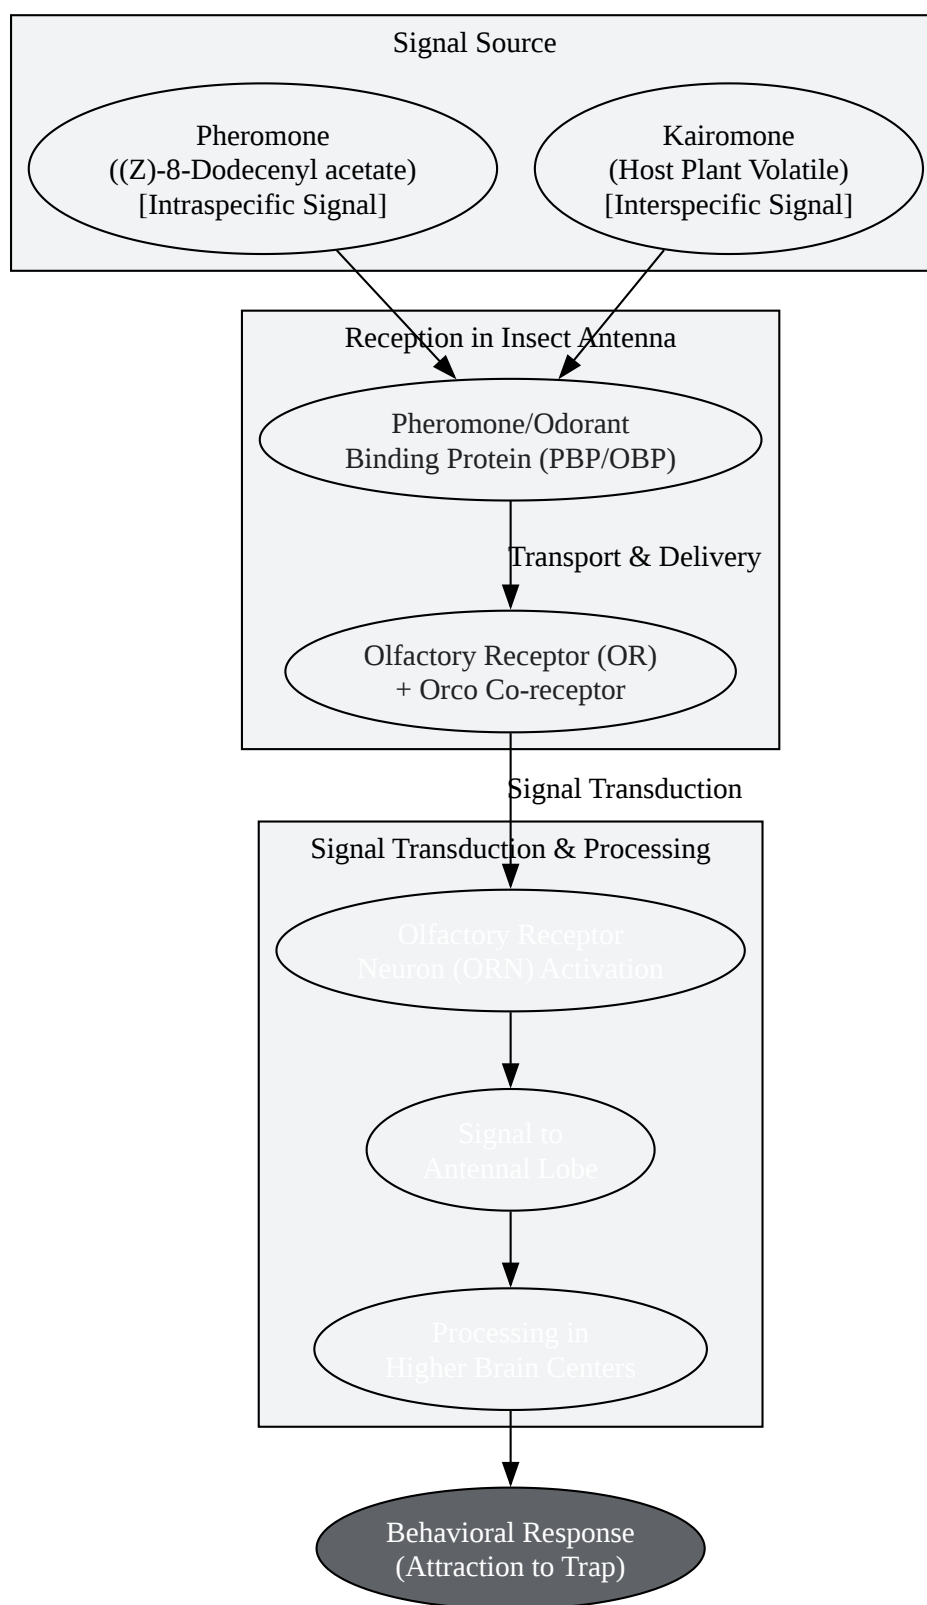 Signal Source
Pheromone
((Z)-8-Dodecenyl acetate)
[Intraspecific Signal]
Kairomone
(Host Plant Volatile)
[Interspecific Signal]
Reception in Insect Antenna
Pheromone/Odorant
Binding Protein (PBP/OBP)
Transport & Delivery
Olfactory Receptor (OR)
+ Orco Co-receptor
Signal Transduction
Signal Transduction & Processing
Olfactory Receptor
Neuron (ORN) Activation
Signal to
Antennal Lobe
Processing in
Higher Brain Centers
Behavioral Response
(Attraction to Trap)